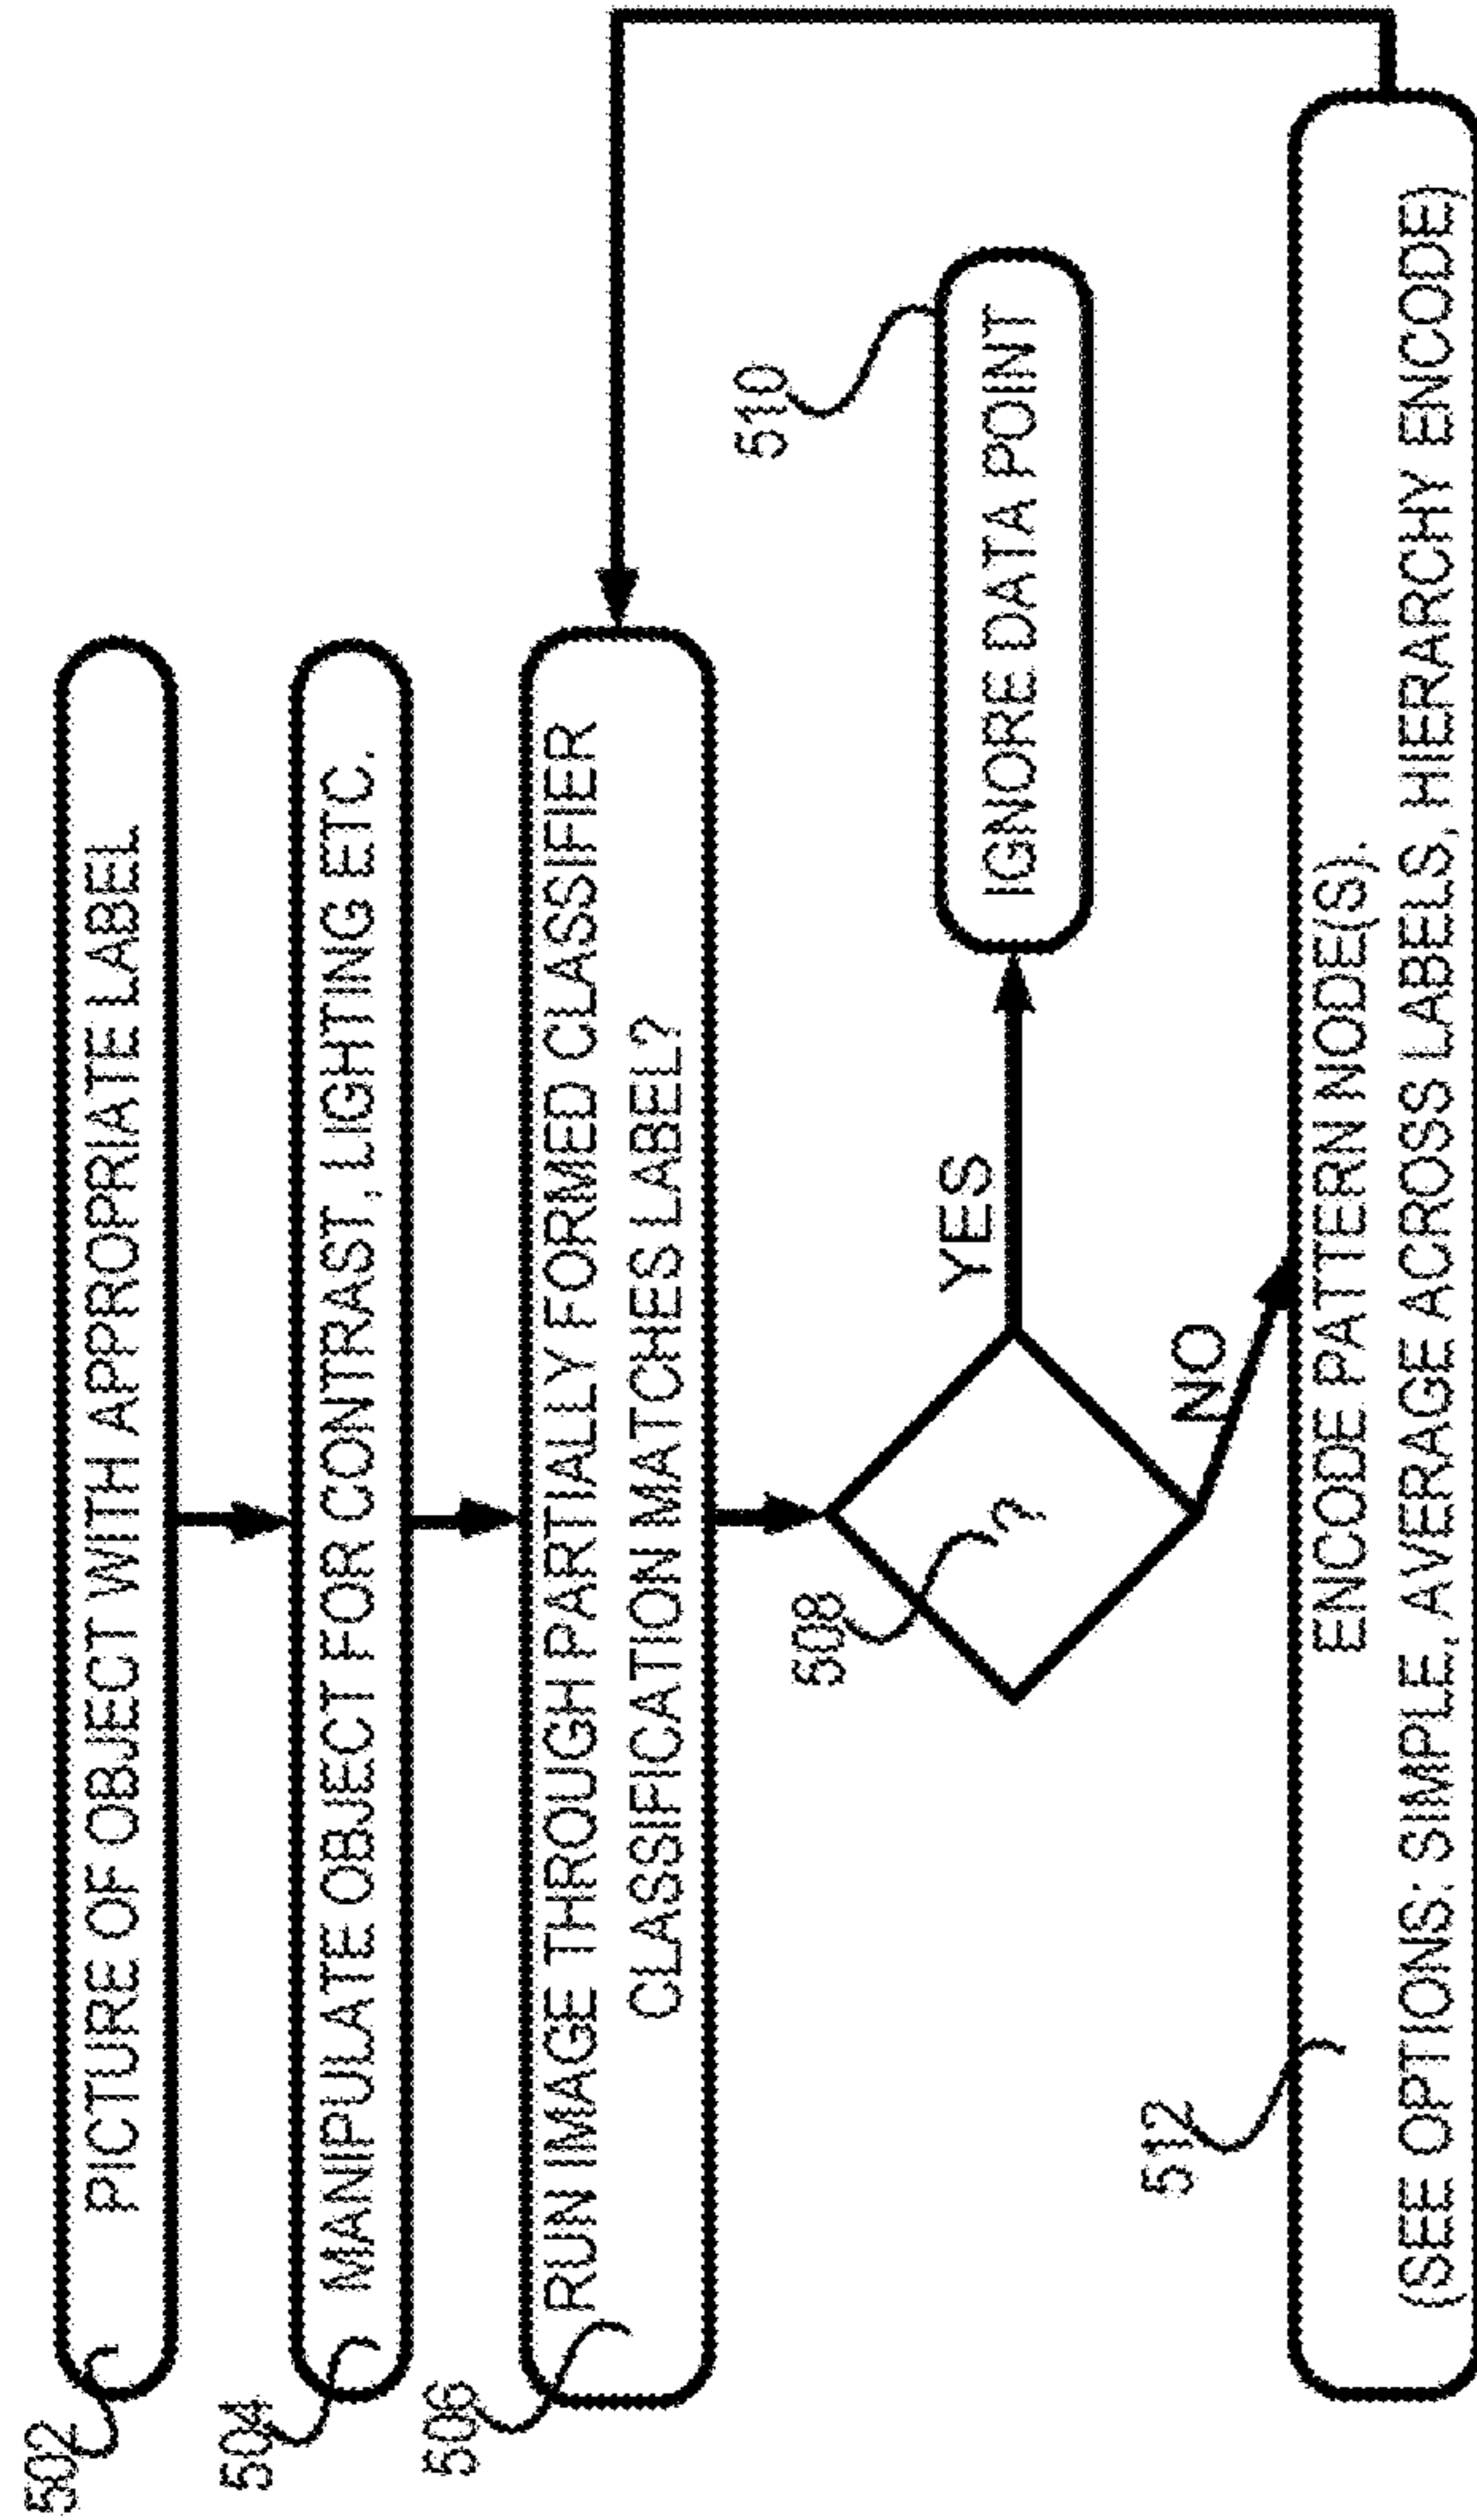 502
PICTURE OF OBJECT WITH APPROPRIATE LABEL
504
MANIPULATE OBJECT FOR CONTRAST, LIGHTING ETC.
506
RUN IMAGE THROUGH PARTIALLY FORMED CLASSIFIER
CLASSIFICATION MATCHES LABEL?
508
?
YES
510
IGNORE DATA POINT
NO
512
ENCODE PATTERN NODE(S).
(SEE OPTIONS: SIMPLE, AVERAGE ACROSS LABELS, HIERARCHY ENCODE)